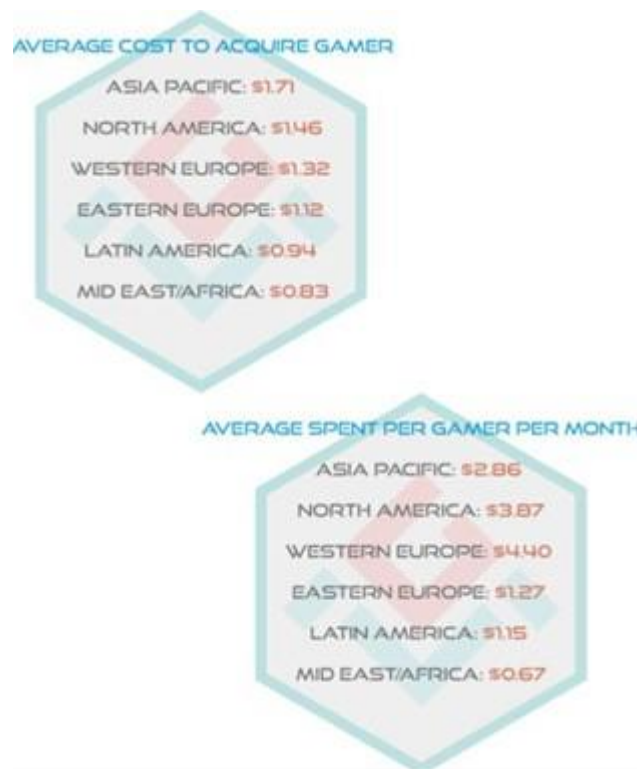 AVERAGE COST TO ACQUIRE GAMER
ASIA PACIFIC: $1.71
NORTH AMERICA: $1.46
WESTERN EUROPE: $1.32
EASTERN EUROPE: $1.12
LATIN AMERICA: $0.94
MID EAST/AFRICA: $0.83
AVERAGE SPENT PER GAMER PER MONTH
ASIA PACIFIC: $2.86
NORTH AMERICA: $3.87
WESTERN EUROPE: $4.40
EASTERN EUROPE: $1.27
LATIN AMERICA: $1.15
MID EAST/AFRICA: $0.67